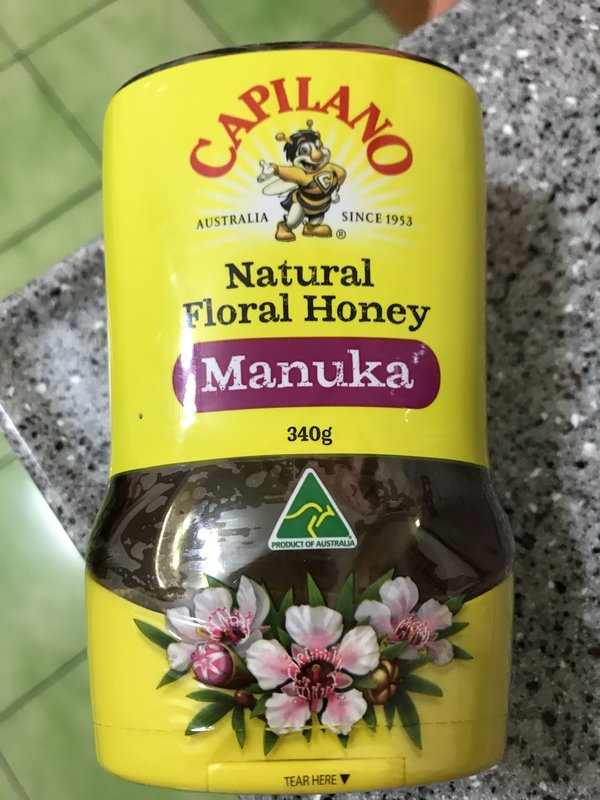 CAPILANO
AUSTRALIA SINCE 1953
C
®
Natural
Floral Honey
Manuka
340g
PRODUCT OF AUSTRALIA
TEAR HERE ▼